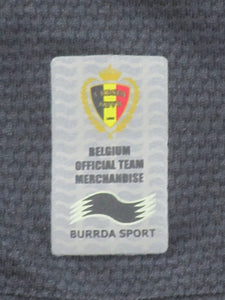 BELGIUM
OFFICIAL TEAM
MERCHANDISE
BURRDA SPORT